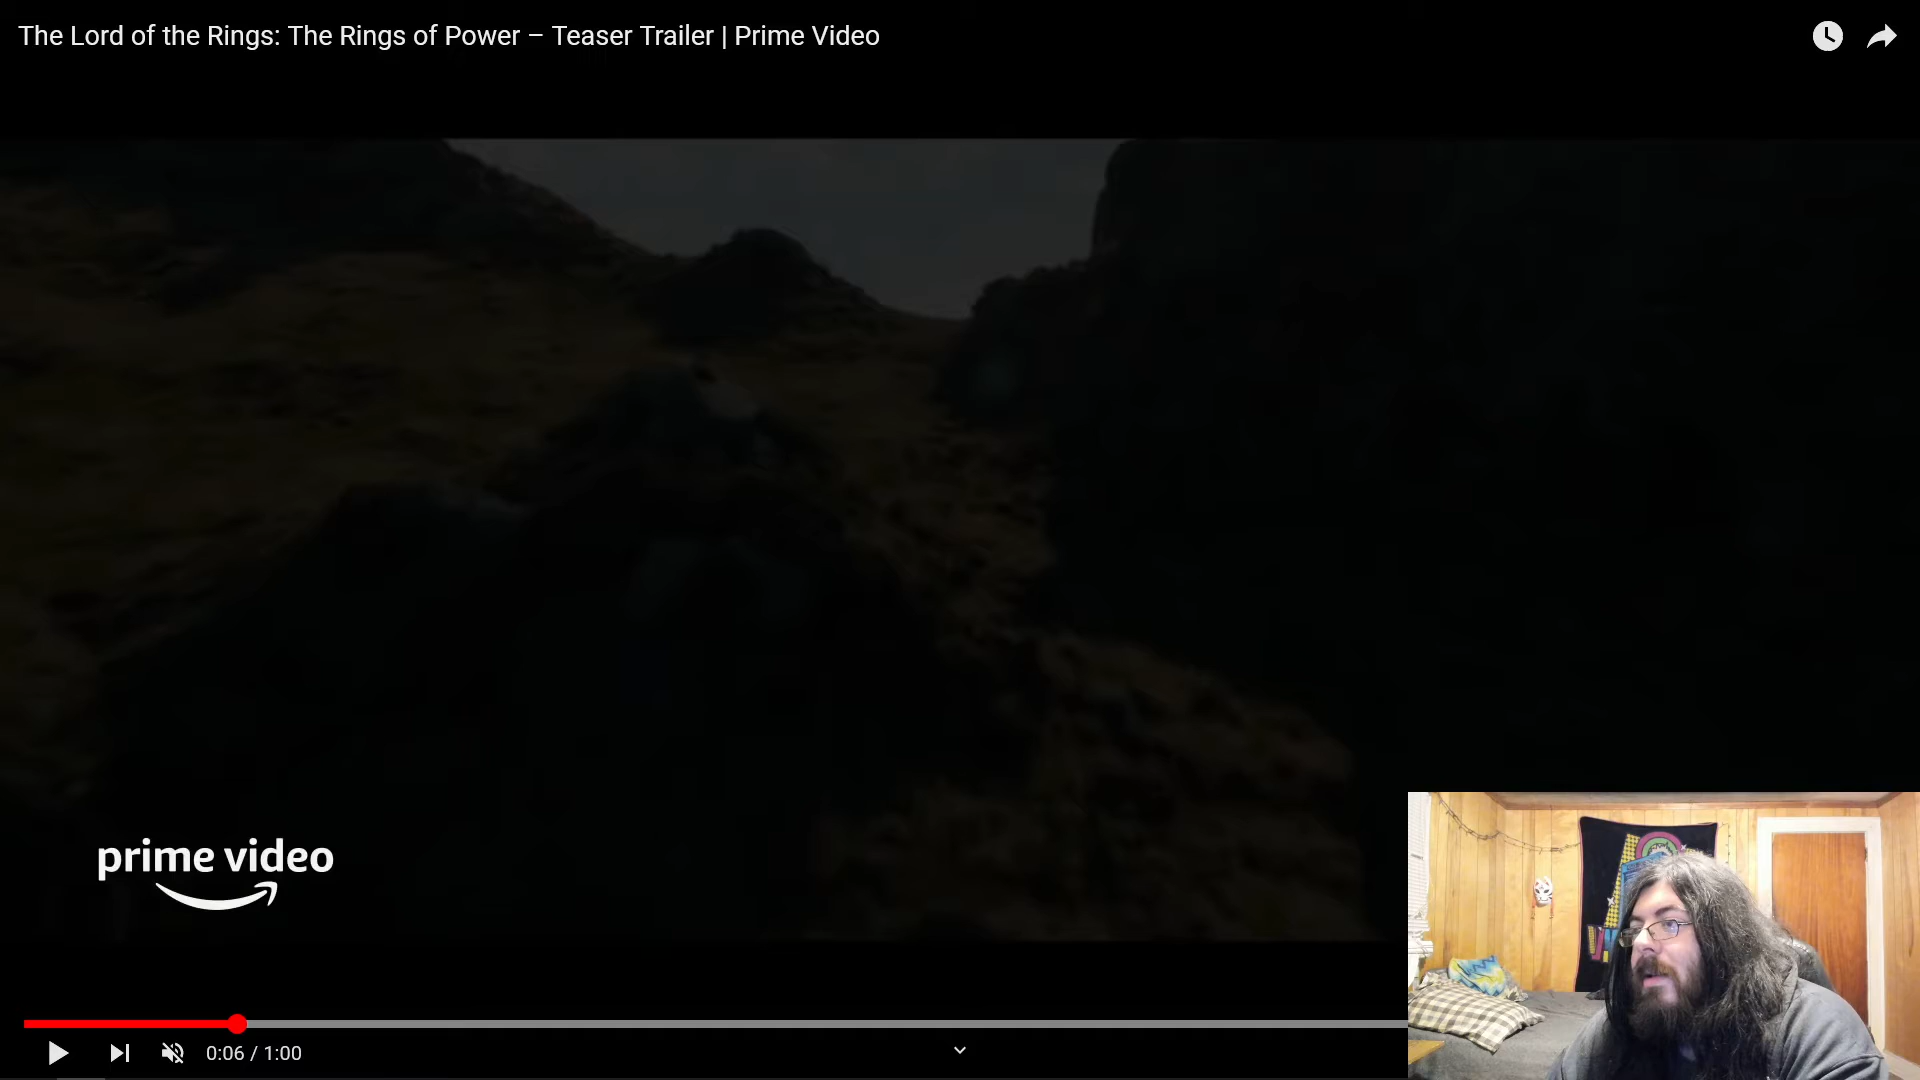 The Lord of the Rings: The Rings of Power – Teaser Trailer | Prime Video
prime video
0:06 / 1:00